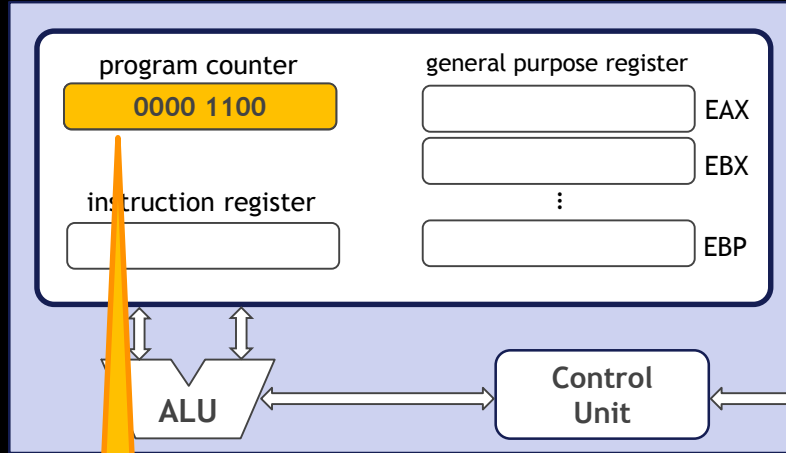 program counter
0000 1100
instruction register
general purpose register
EAX
EBX
⋮
EBP
ALU
Control
Unit